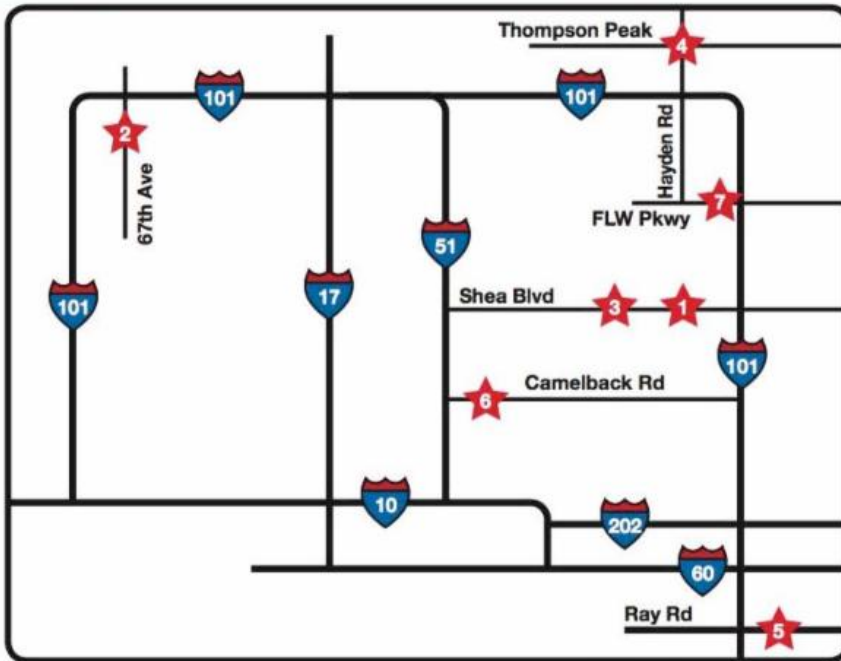 Thompson Peak
4
101
101
2
Hayden Rd
67th Ave
7
FLW Pkwy
51
Shea Blvd
3
1
101
17
101
Camelback Rd
6
10
202
60
Ray Rd
5